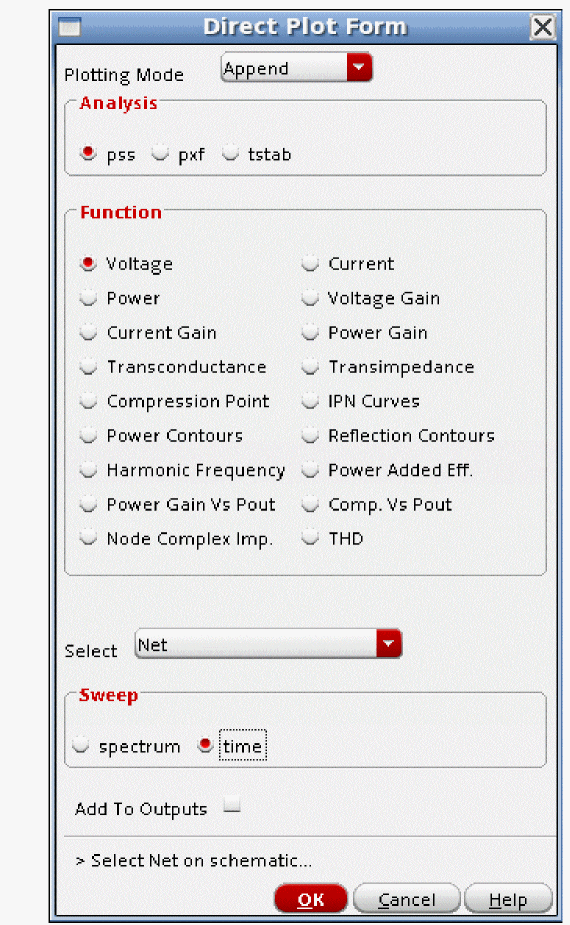 Direct Plot Form
Plotting Mode Append
Analysis
pss pxf tstab
Function
Voltage Current
Power Voltage Gain
Current Gain Power Gain
Transconductance Transimpedance
Compression Point IPN Curves
Power Contours Reflection Contours
Harmonic Frequency Power Added Eff.
Power Gain Vs Pout Comp. Vs Pout
Node Complex Imp. THD
Select Net
Sweep
spectrum time
Add To Outputs
> Select Net on schematic...
OK Cancel Help